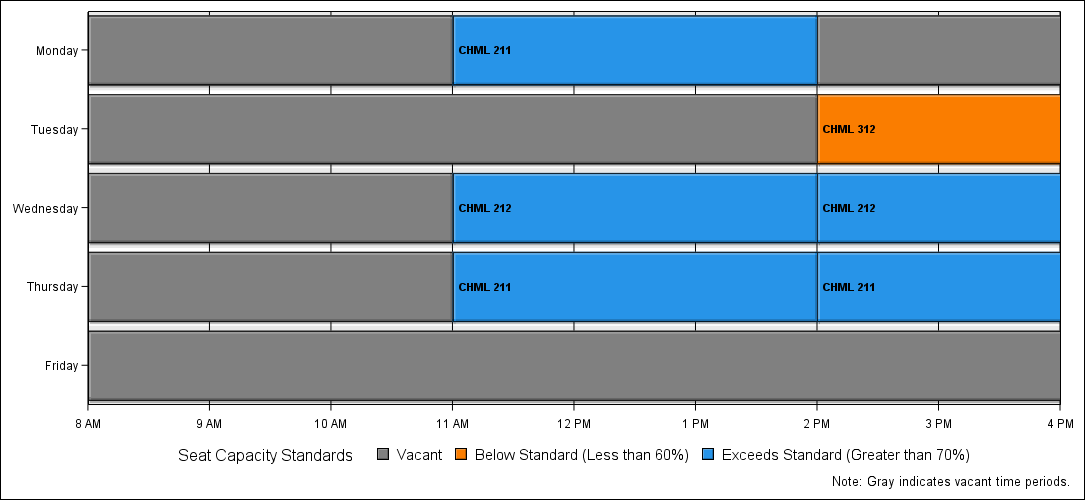 Monday
CHML 211
Tuesday
CHML 312
Wednesday
CHML 212
CHML 212
Thursday
CHML 211
CHML 211
Friday
8 AM 9 AM 10 AM 11 AM 12 PM 1 PM 2 PM 3 PM 4 PM
Seat Capacity Standards Vacant Below Standard (Less than 60%) Exceeds Standard (Greater than 70%)
Note: Gray indicates vacant time periods.